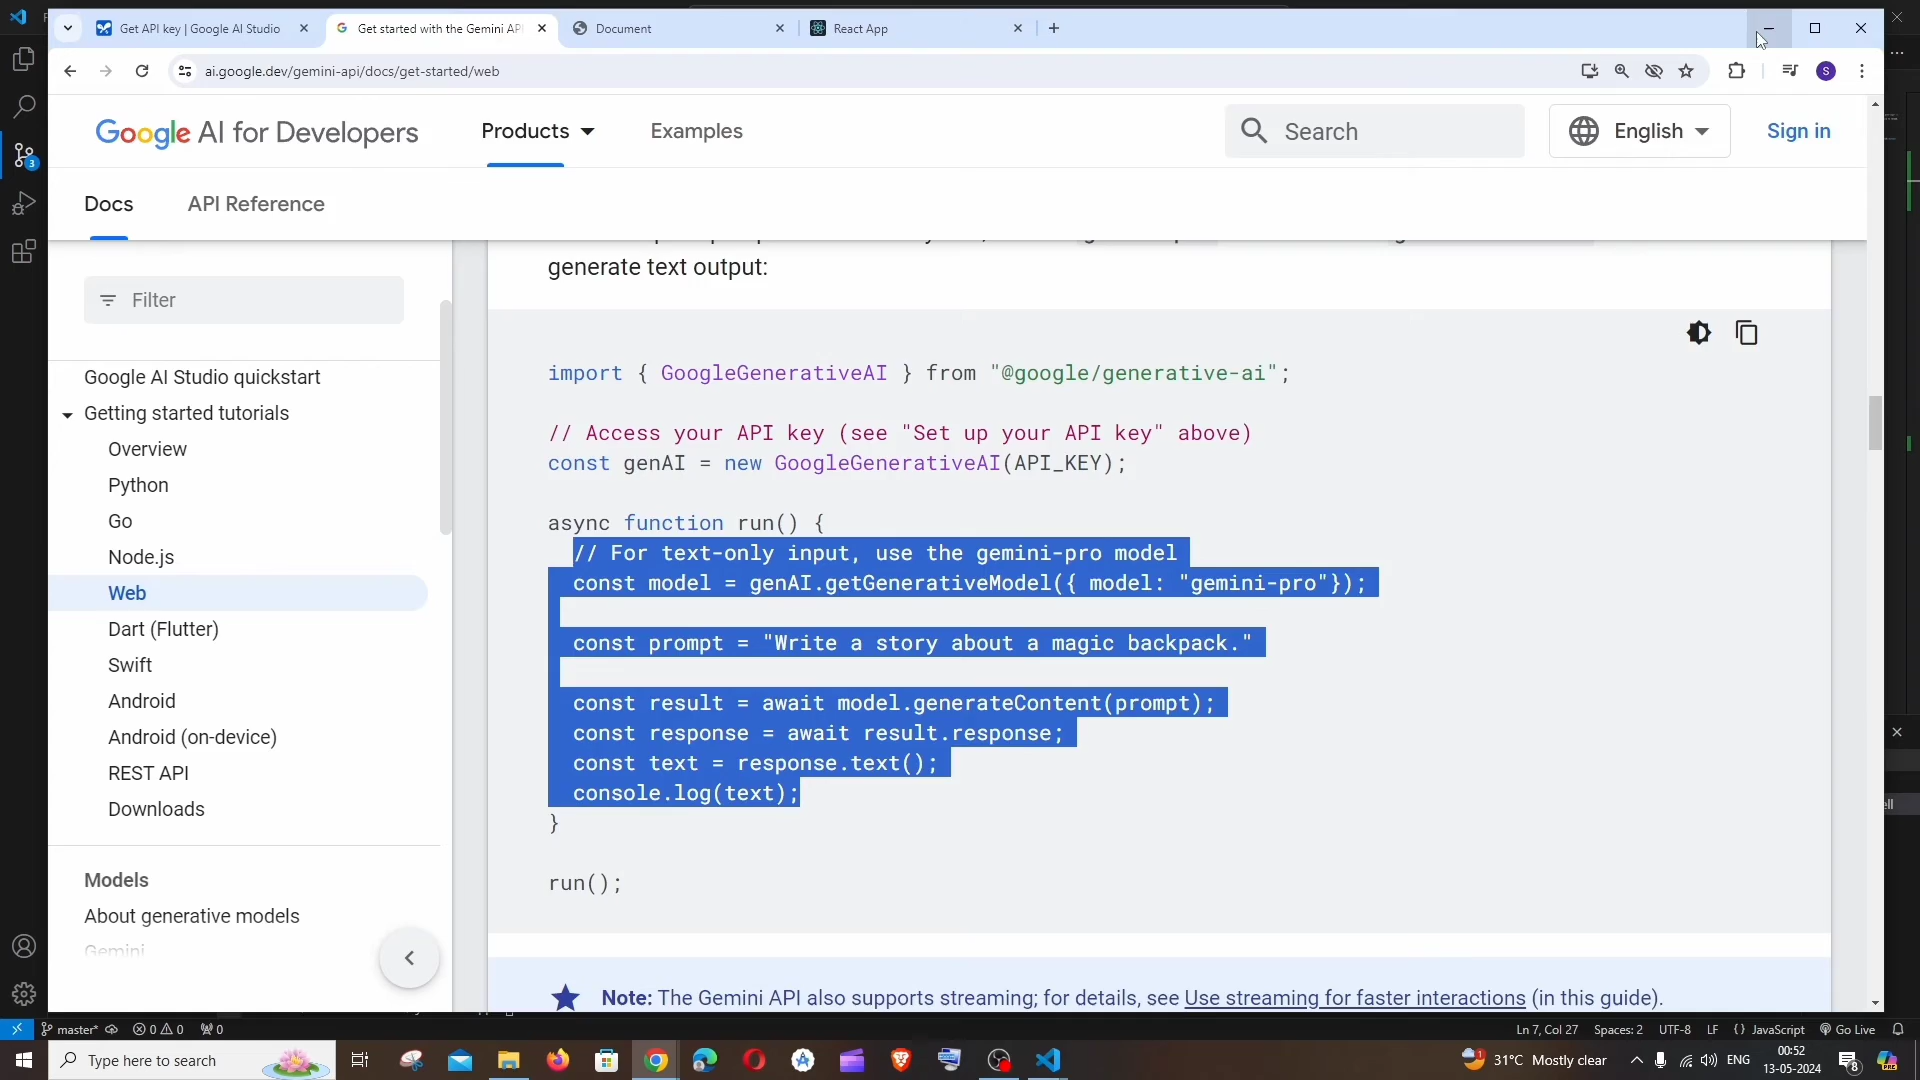 Get API key | Google AI Studio
Get started with the Gemini API
Document
React App
ai.google.dev/gemini-api/docs/get-started/web
S
Google AI for Developers
Products
Examples
Search
English
Sign in
Docs
API Reference
Filter
Google AI Studio quickstart
Getting started tutorials
Overview
Python
Go
Node.js
Web
Dart (Flutter)
Swift
Android
Android (on-device)
REST API
Downloads
Models
About generative models
Gemini
generate text output:
import { GoogleGenerativeAI } from "@google/generative-ai";
// Access your API key (see "Set up your API key" above)
const genAI = new GoogleGenerativeAI(API_KEY);
async function run() {
// For text-only input, use the gemini-pro model
const model = genAI.getGenerativeModel({ model: "gemini-pro"});
const prompt = "Write a story about a magic backpack."
const result = await model.generateContent(prompt);
const response = await result.response;
const text = response.text();
console.log(text);
}
run();
Note: The Gemini API also supports streaming; for details, see Use streaming for faster interactions (in this guide).
3
master*
0
0
0
Ln 7, Col 27
Spaces: 2
UTF-8
LF
{ } JavaScript
Go Live
Type here to search
31°C Mostly clear
ENG
00:52
13-05-2024
8